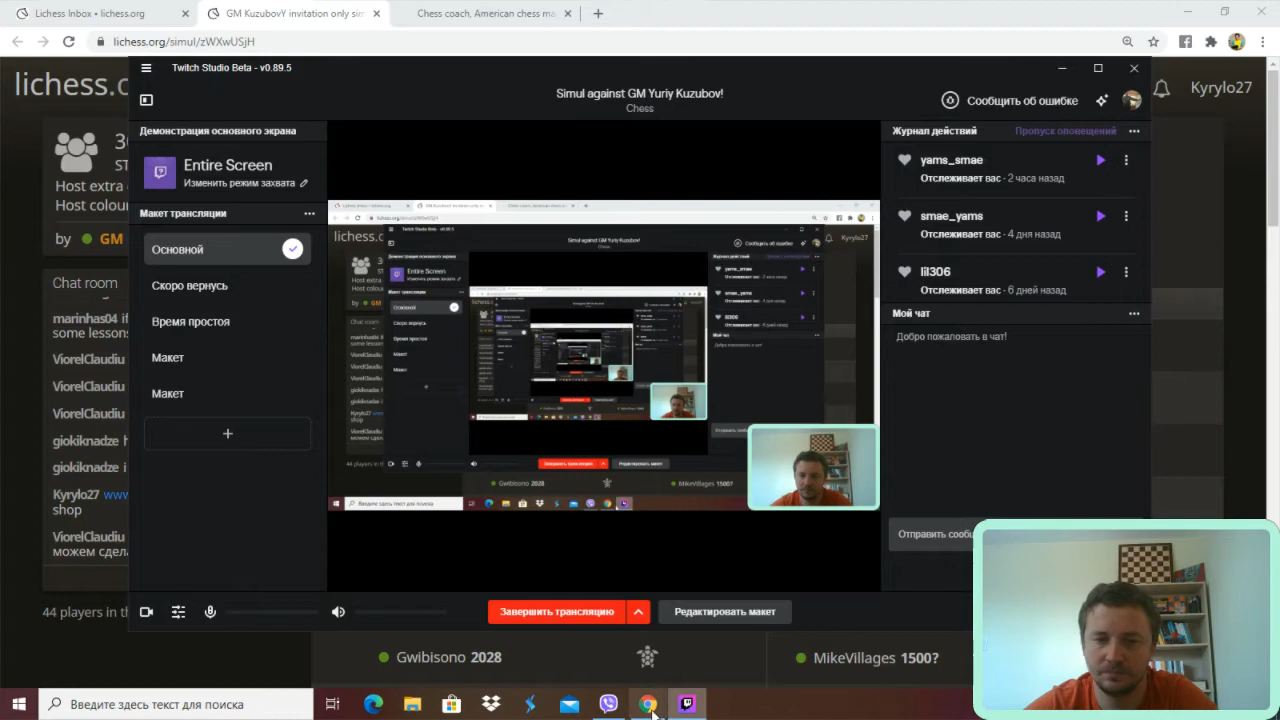 Lichess Inbox • lichess.org
GM KuzubovY invitation only sim
Chess coach, American chess ma
lichess.org/simul/zWXwUSjH
lichess.c
Kyrylo27
Twitch Studio Beta - v0.89.5
Simul against GM Yuriy Kuzubov!
Chess
Сообщить об ошибке
Демонстрация основного экрана
Entire Screen
Изменить режим захвата
Макет трансляции
Основной
Скоро вернусь
Время простоя
Макет
Макет
Host extra
Host colou
by GM
Chat room
marinhas04 if
some lesson
ViorelClaudiu
ViorelClaudiu
ViorelClaudiu
giokiknadze h
giokiknadze i
Kyrylo27 www
shop
ViorelClaudiu
можем сдел
44 players in th
Журнал действий
Пропуск оповещений
yams_smae
Отслеживает вас • 2 часа назад
smae_yams
Отслеживает вас • 4 дня назад
lil306
Отслеживает вас • 6 дней назад
Мой чат
Добро пожаловать в чат!
Отправить сооб
Завершить трансляцию
Редактировать макет
Gwibisono 2028
MikeVillages 1500?
Введите здесь текст для поиска